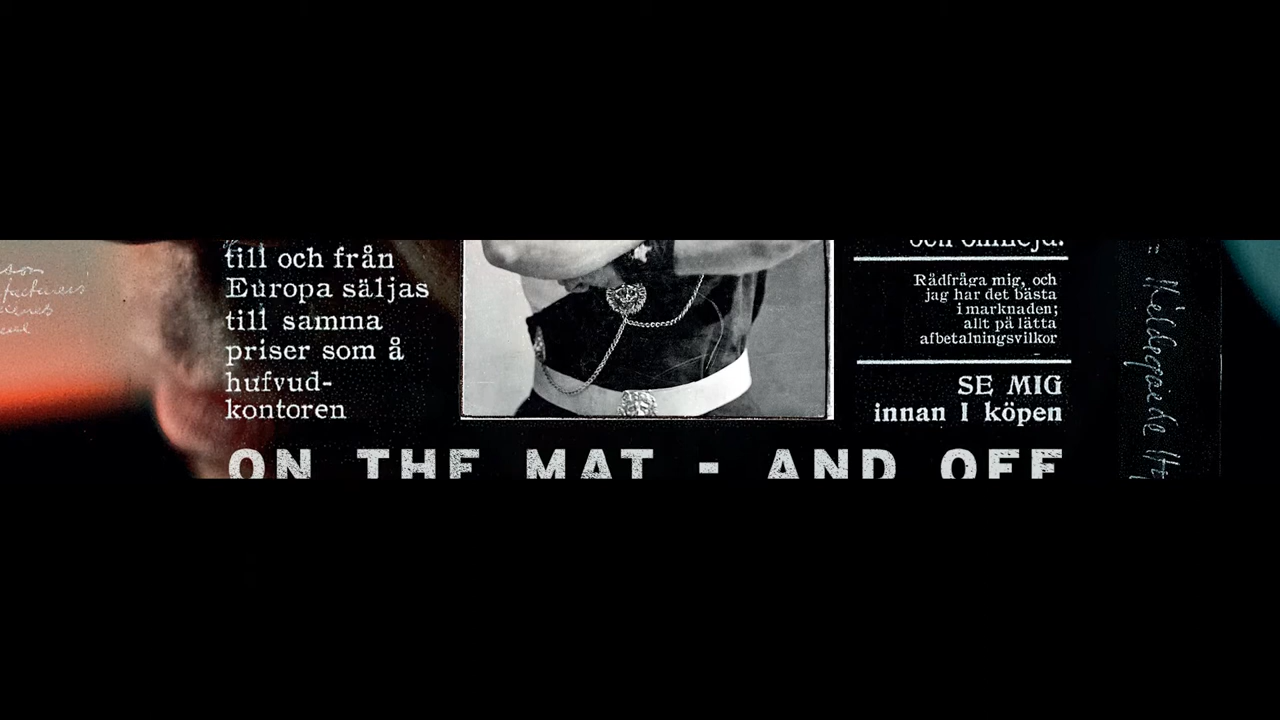 till och från
Europa säljas
till samma
priser som å
hufvud-
kontoren
Rådfråga mig, och
jag har det bästa
i marknaden;
allt på lätta
afbetalningsvilkor
SE MIG
innan I köpen
ON THE MAT - AND OFF